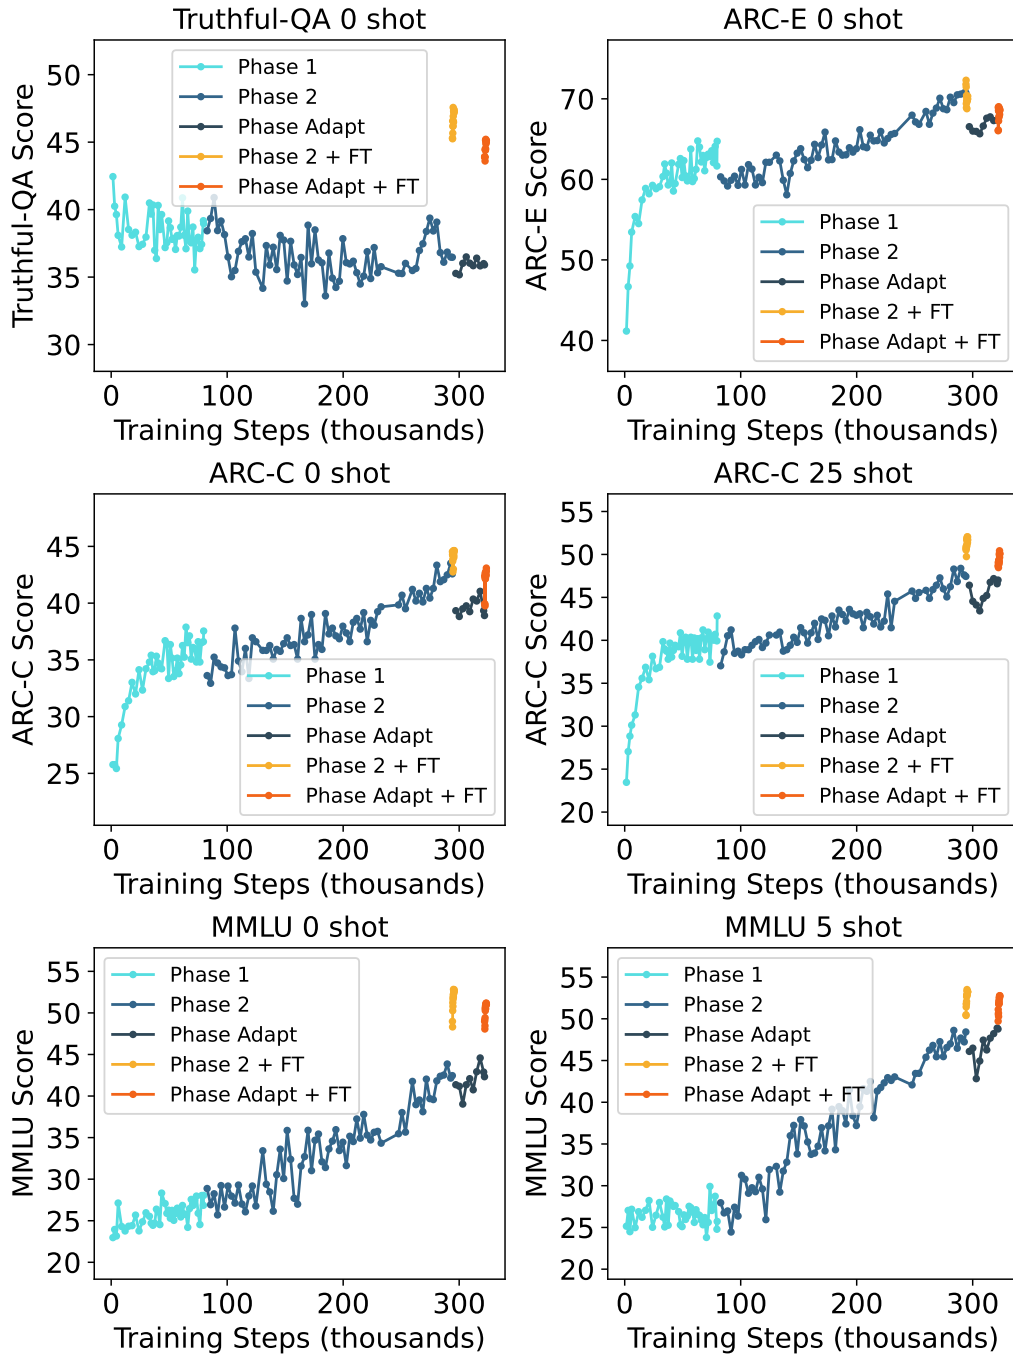 Truthful-QA 0 shot
Truthful-QA Score
50
45
40
35
30
Phase 1
Phase 2
Phase Adapt
Phase 2 + FT
Phase Adapt + FT
0 100 200 300
Training Steps (thousands)
ARC-E 0 shot
ARC-E Score
70
60
50
40
Phase 1
Phase 2
Phase Adapt
Phase 2 + FT
Phase Adapt + FT
0 100 200 300
Training Steps (thousands)
ARC-C 0 shot
ARC-C Score
45
40
35
30
25
Phase 1
Phase 2
Phase Adapt
Phase 2 + FT
Phase Adapt + FT
0 100 200 300
Training Steps (thousands)
ARC-C 25 shot
ARC-C Score
55
50
45
40
35
30
25
20
Phase 1
Phase 2
Phase Adapt
Phase 2 + FT
Phase Adapt + FT
0 100 200 300
Training Steps (thousands)
MMLU 0 shot
MMLU Score
55
50
45
40
35
30
25
20
Phase 1
Phase 2
Phase Adapt
Phase 2 + FT
Phase Adapt + FT
0 100 200 300
Training Steps (thousands)
MMLU 5 shot
MMLU Score
55
50
45
40
35
30
25
20
Phase 1
Phase 2
Phase Adapt
Phase 2 + FT
Phase Adapt + FT
0 100 200 300
Training Steps (thousands)